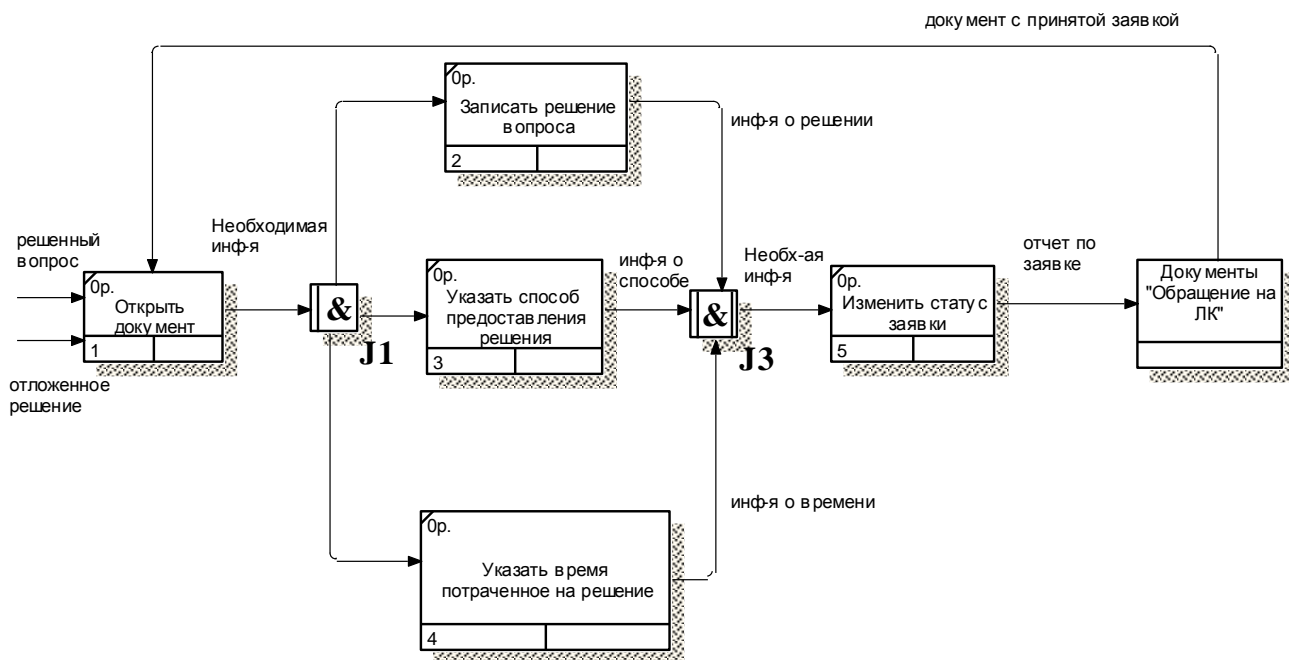 документ с принятой заявкой
0р.
Записать решение
вопроса
2
инф-я о решении
Необходимая
инф-я
решенный
вопрос
0р.
Открыть
документ
1
отложенное
решение
&
J1
0р.
Указать способ
предоставления
решения
3
инф-я о
способе
&
J3
Необх-ая
инф-я
0р.
Изменить статус
заявки
5
отчет по
заявке
Документы
"Обращение на
ЛК"
инф-я о времени
0р.
Указать время
потраченное на решение
4